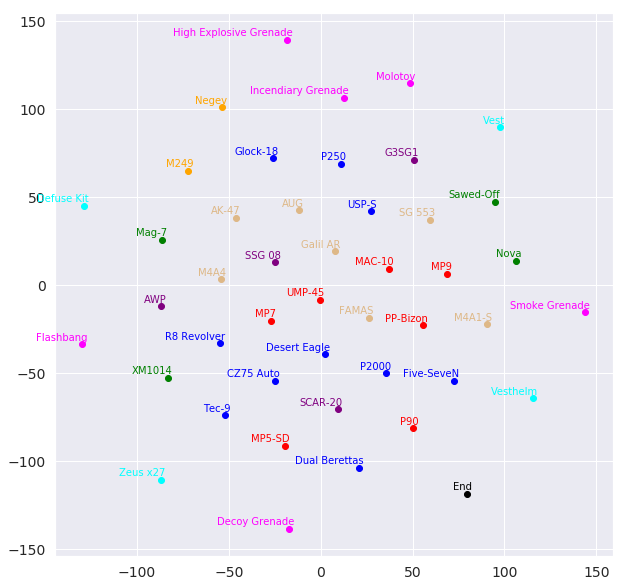 150
High Explosive Grenade
Molotov
Incendiary Grenade
100
Negev
Vest
Glock-18
P250
G3SG1
M249
50
Defuse Kit
Sawed-Off
AUG
USP-S
AK-47
SG 553
Mag-7
Galil AR
SSG 08
MAC-10
MP9
Nova
0
M4A4
UMP-45
AWP
Smoke Grenade
MP7
FAMAS
PP-Bizon
M4A1-S
Flashbang
R8 Revolver
Desert Eagle
−50
XM1014
CZ75 Auto
P2000
Five-SeveN
Vesthelm
SCAR-20
Tec-9
P90
MP5-SD
−100
Zeus x27
Dual Berettas
End
Decoy Grenade
−150
−100
−50
0
50
100
150